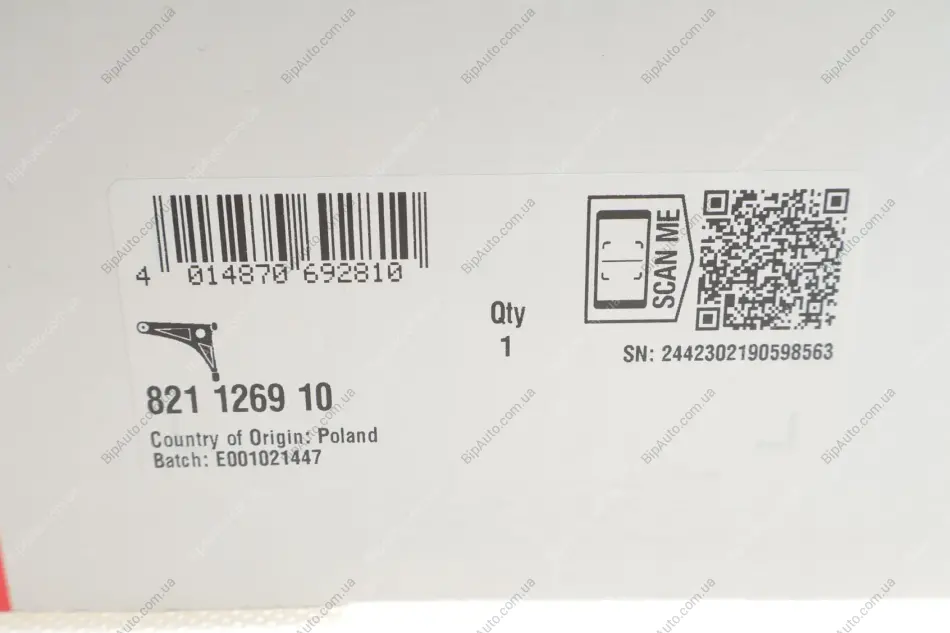 4 014870 692810
SCAN ME
Qty
1
SN: 2442302190598563
821 1269 10
Country of Origin: Poland
Batch: E001021447
BipAuto.com.ua